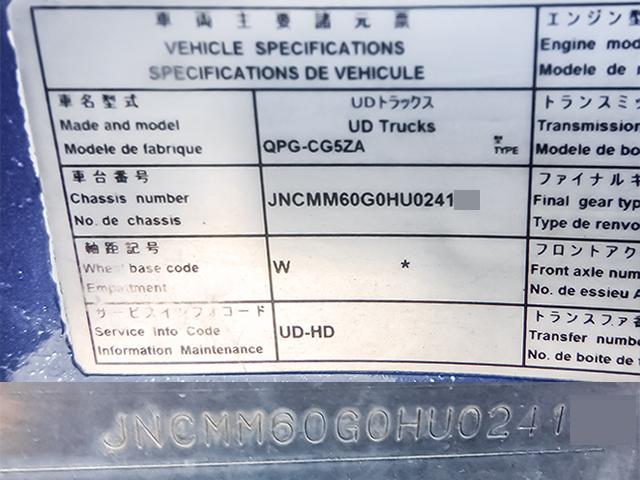 車両主要諸元票
VEHICLE SPECIFICATIONS
SPECIFICATIONS DE VEHICULE
車名型式
Made and model
Modele de fabrique
UDトラックス
UD Trucks
QPG-CG5ZA
型
TYPE
車台番号
Chassis number
No. de chassis
JNCMM60G0HU0241
軸距記号
Wheel base code
Empattement
W *
サービスインフォコード
Service Info Code
Information Maintenance
UD-HD
エンジン型
Engine mod
Modele de
トランスミッ
Transmission
Modele de bo
ファイナルギ
Final gear typ
Type de renvo
フロントアク
Front axle num
No. de essieu A
トランスファ番
Transfer numbe
No. de boite de t
JNCMM60G0HU0241